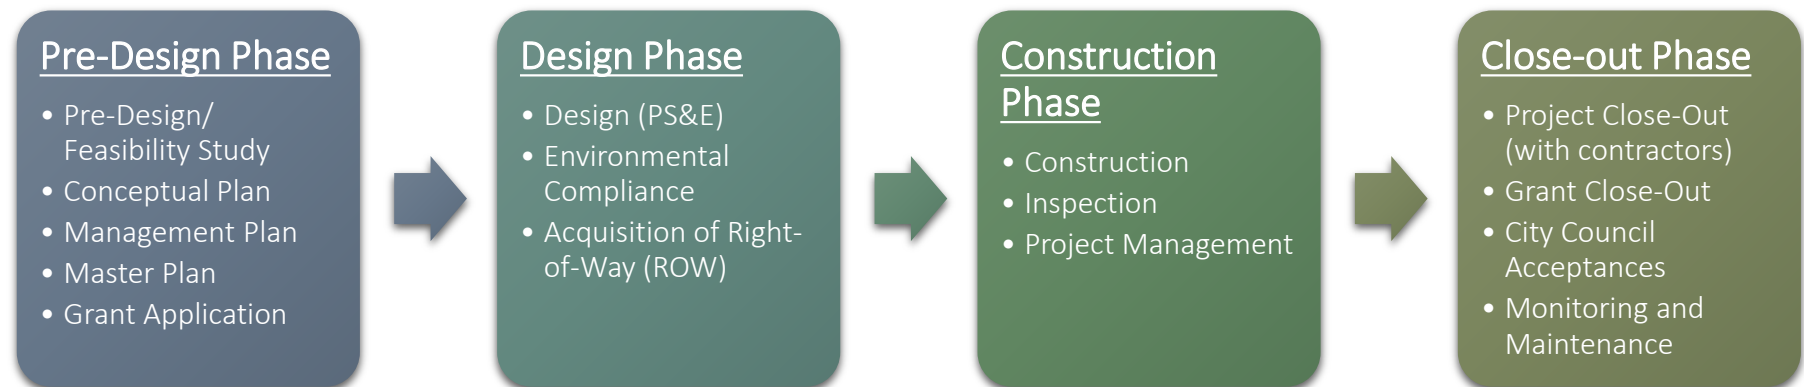 Pre-Design Phase
• Pre-Design/
Feasibility Study
• Conceptual Plan
• Management Plan
• Master Plan
• Grant Application
Design Phase
• Design (PS&E)
• Environmental
Compliance
• Acquisition of Right-
of-Way (ROW)
Construction
Phase
• Construction
• Inspection
• Project Management
Close-out Phase
• Project Close-Out
(with contractors)
• Grant Close-Out
• City Council
Acceptances
• Monitoring and
Maintenance